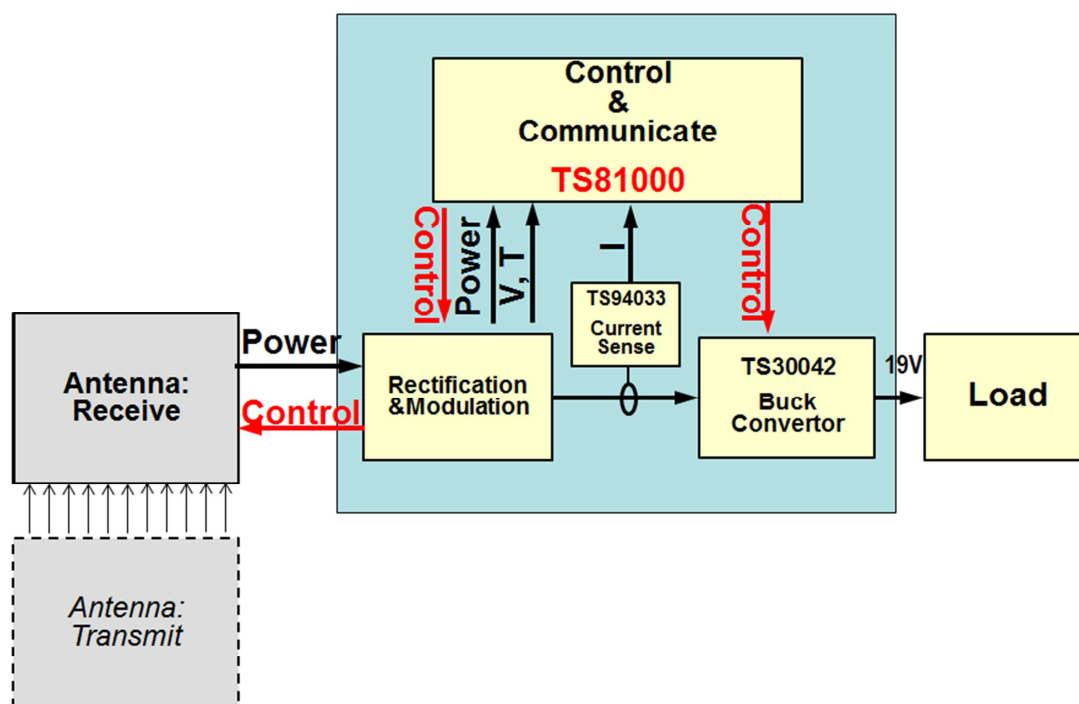 Control
&
Communicate
TS81000
Control
Power
V, T
I
Control
TS94033
Current
Sense
Power
Control
Antenna:
Receive
Rectification
&Modulation
TS30042
Buck
Convertor
19V
Load
Antenna:
Transmit